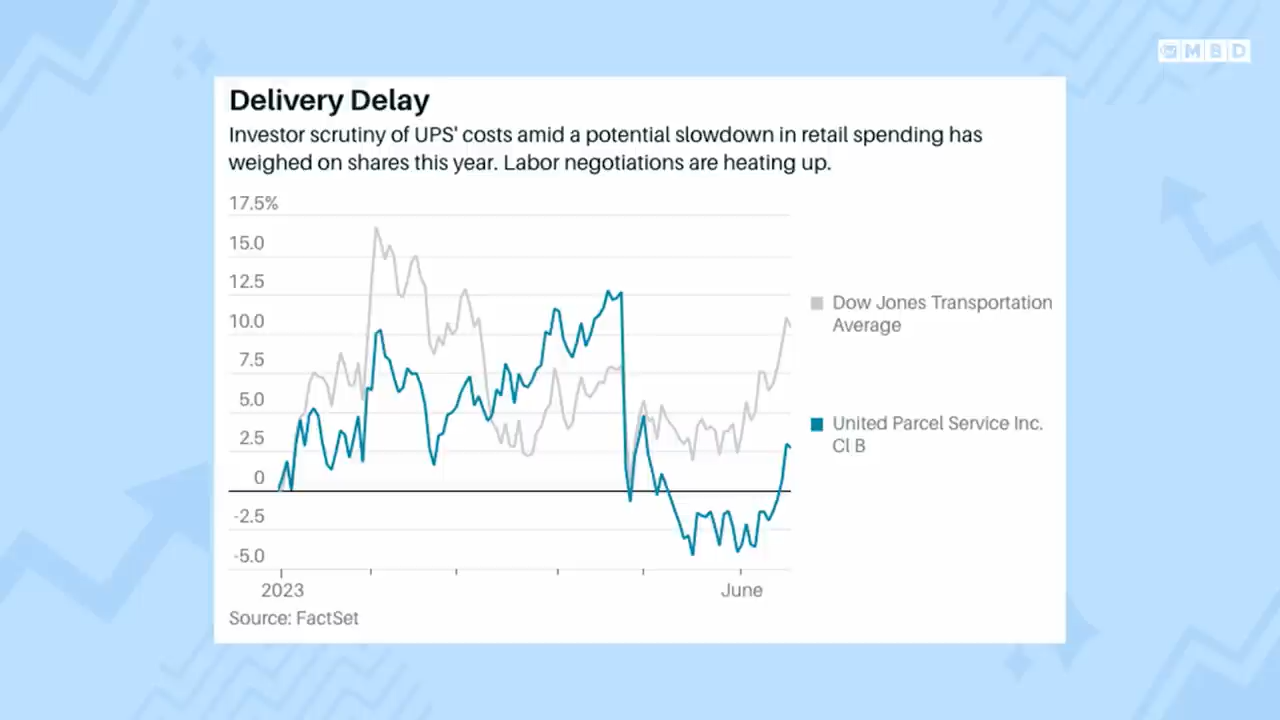 MBD
Delivery Delay
Investor scrutiny of UPS' costs amid a potential slowdown in retail spending has
weighed on shares this year. Labor negotiations are heating up.
17.5%
15.0
12.5
10.0
7.5
5.0
2.5
0
-2.5
-5.0
2023
June
Dow Jones Transportation
Average
United Parcel Service Inc.
Cl B
Source: FactSet